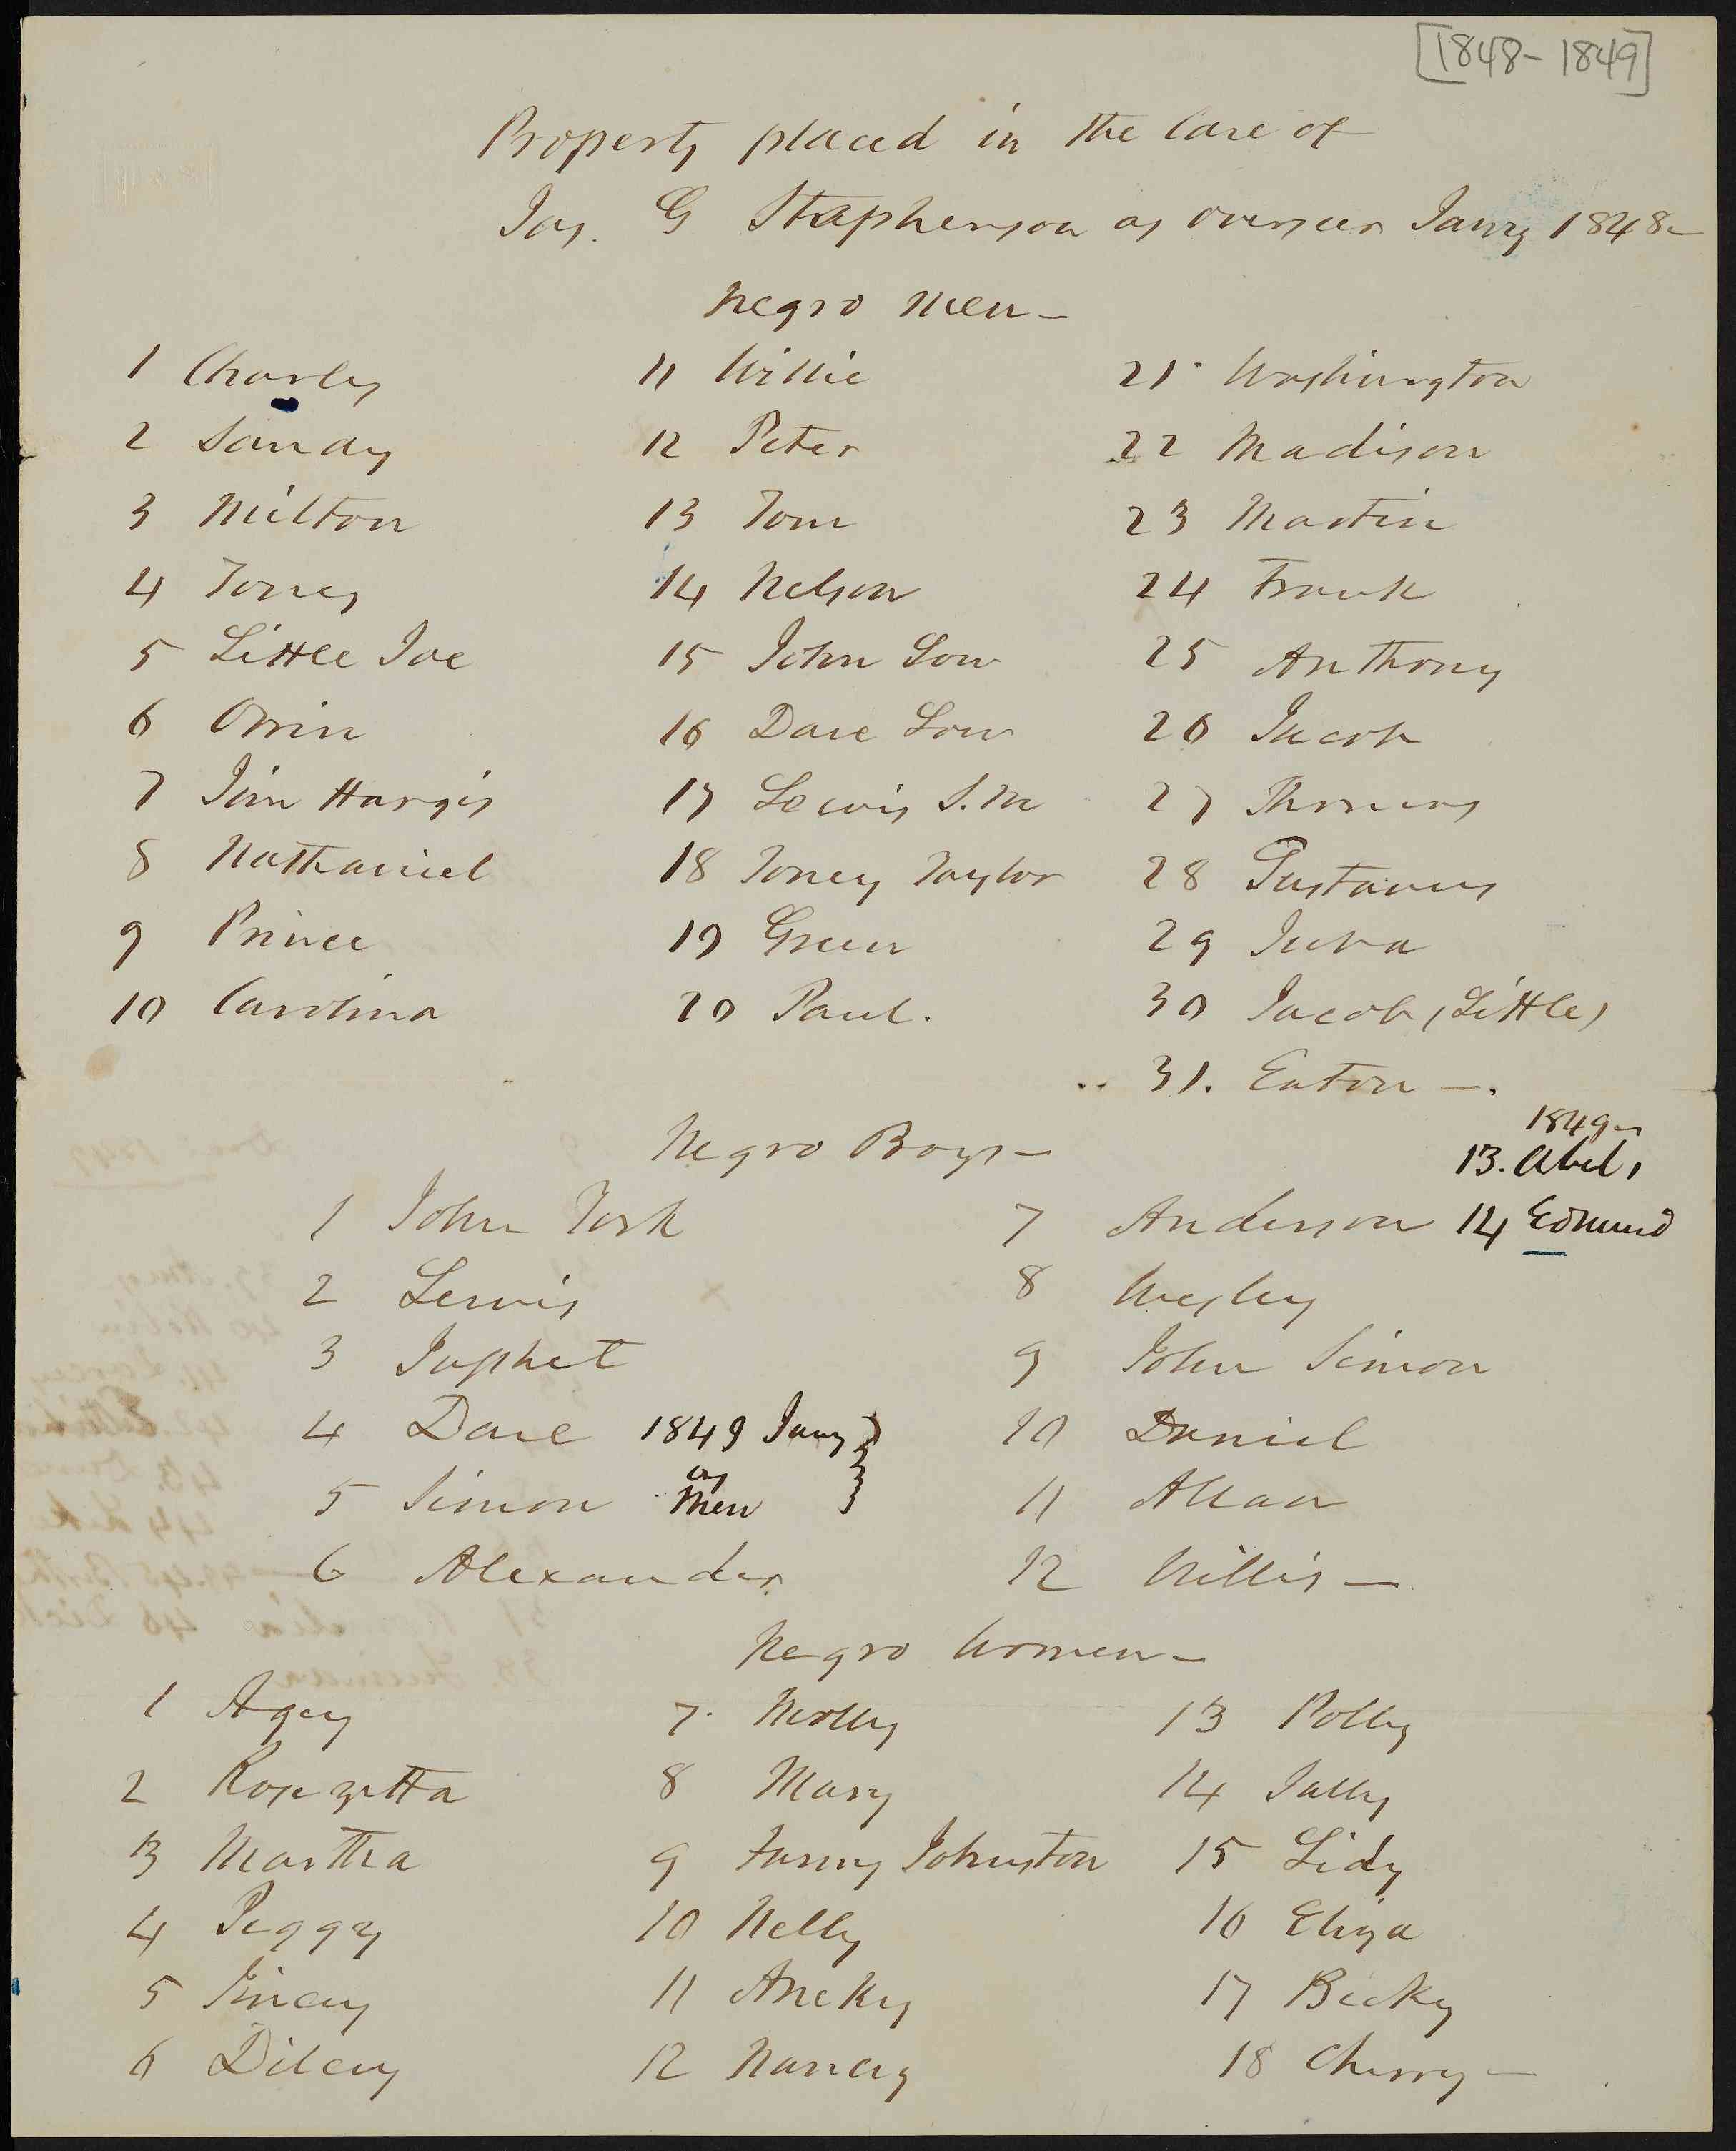 [1848-1849]
Property placed in the Care of
Jas. G Staphenson as overseer Jan'ry 1848-
Negro Men-
1 Charley 11 Willie 21 Washington
2 Sandy 12 Peter 22 Madison
3 Milton 13 Tom 23 Martin
4 Toney 14 Nelson 24 Frank
5 Little Joe 15 John Low 25 Anthony
6 Orrin 16 Dave Low 26 Jacob
7 Jim Hargis 17 Lewis S.M 27 Thomas
8 Nathaniel 18 Toney Taylor 28 Gustavus
9 Prince 19 Green 29 Juba
10 Carolina 20 Paul. 30 Jacob (Little)
31. Eaton -.
Negro Boys- 1849-
13. Abel,
1 John York 7 Anderson 14 Edmund
2 Lewis 8 Wesley
3 Japhet 9 John Simon
4 Dave 1849 Jany 10 Daniel
5 Simon as Men 11 Allan
6 Alexander 12 Willis -
Negro Women-
1 Agey 7. Molly 13 Polly
2 Rosezetta 8 Mary 14 Sally
3 Martha 9 Fanny Johnston 15 Lidy
4 Peggy 10 Nelly 16 Eliza
5 Jincey 11 Aneky 17 Becky
6 Dilcey 12 Nancy 18 Cherry -